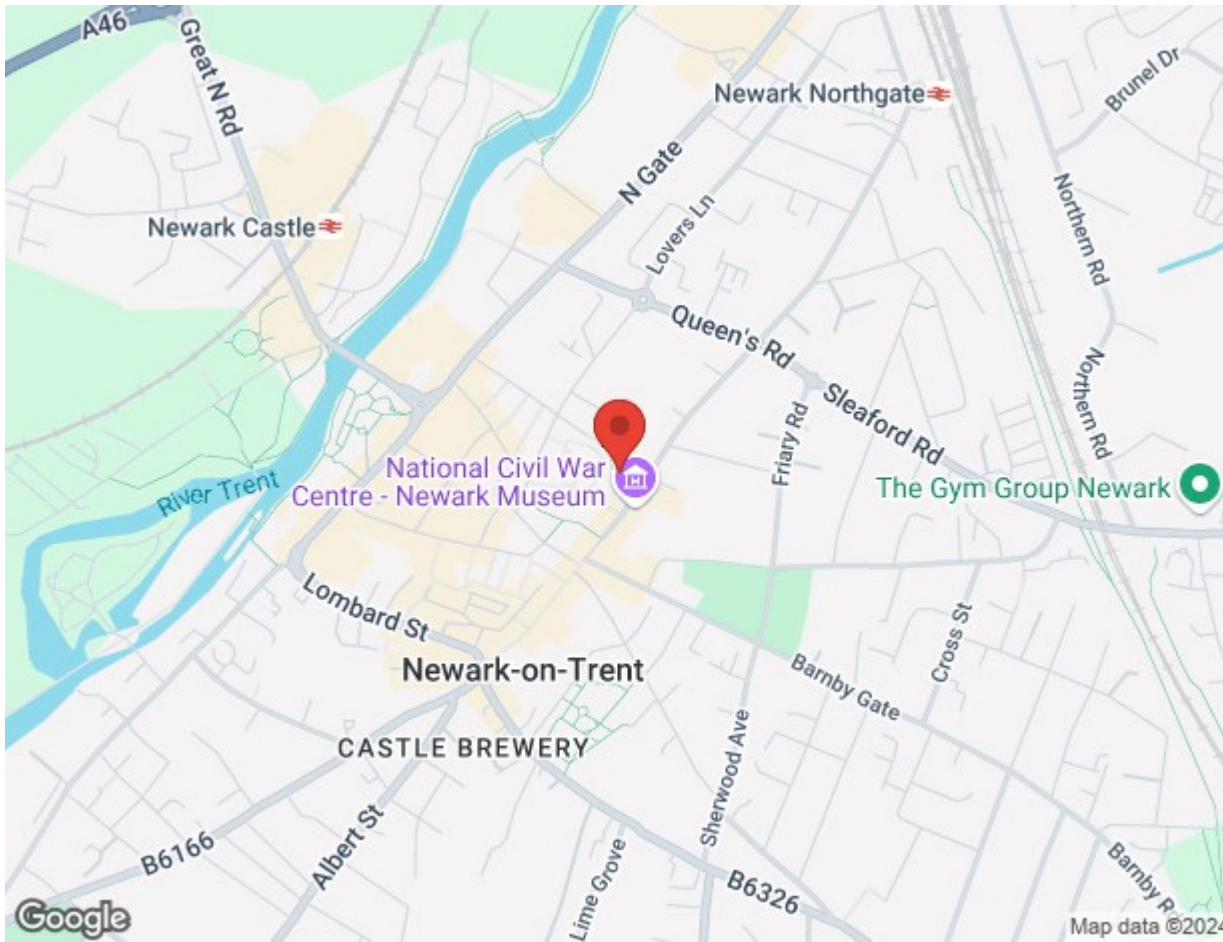 A46
Great N Rd
Newark Northgate
Brunel Dr
N Gate
Newark Castle
Lovers Ln
Northern Rd
Queen's Rd
Northern Rd
Sleaford Rd
Friary Rd
National Civil War
Centre - Newark Museum
River Trent
The Gym Group Newark
Lombard St
Cross St
Newark-on-Trent
Barnby Gate
CASTLE BREWERY
Sherwood Ave
Albert St
B6166
Lime Grove
B6326
Barnby Rd
Google
Map data ©2024